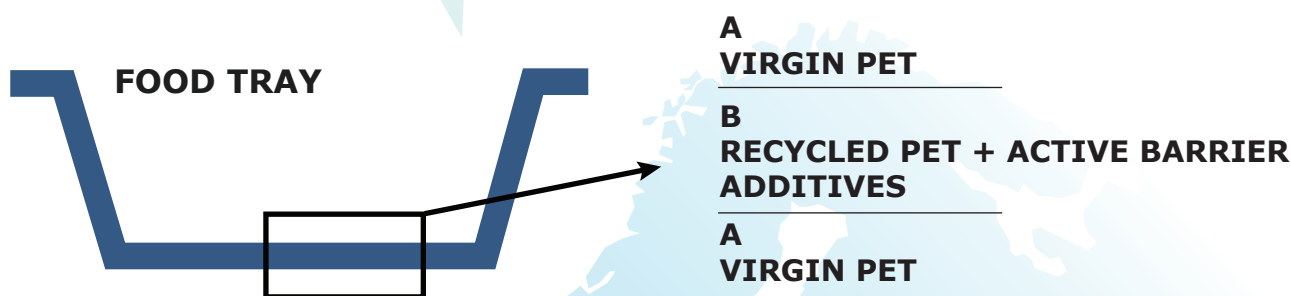 FOOD TRAY
A
VIRGIN PET
B
RECYCLED PET + ACTIVE BARRIER
ADDITIVES
A
VIRGIN PET